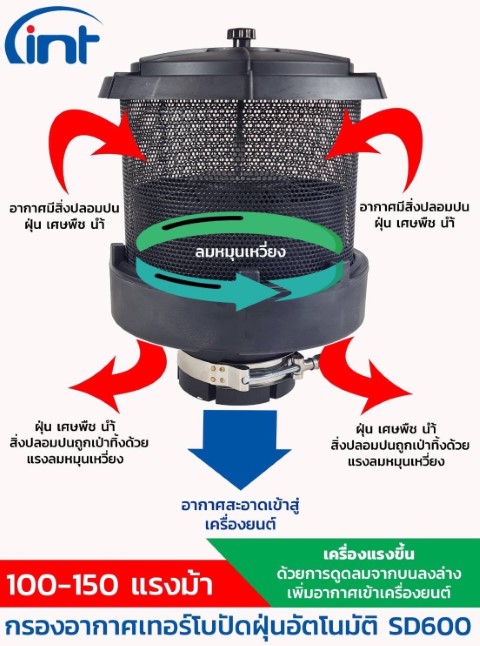 cint
อากาศมีสิ่งปลอมปน
ฝุ่น เศษพืช น้ำ
อากาศมีสิ่งปลอมปน
ฝุ่น เศษพืช น้ำ
ลมหมุนเหวี่ยง
ฝุ่น เศษพืช น้ำ
สิ่งปลอมปนถูกเป่าทิ้งด้วย
แรงลมหมุนเหวี่ยง
ฝุ่น เศษพืช น้ำ
สิ่งปลอมปนถูกเป่าทิ้งด้วย
แรงลมหมุนเหวี่ยง
อากาศสะอาดเข้าสู่
เครื่องยนต์
100-150 แรงม้า
เครื่องแรงขึ้น
ด้วยการดูดลมจากบนลงล่าง
เพิ่มอากาศเข้าเครื่องยนต์
กรองอากาศเทอร์โบปัดฝุ่นอัตโนมัติ SD600